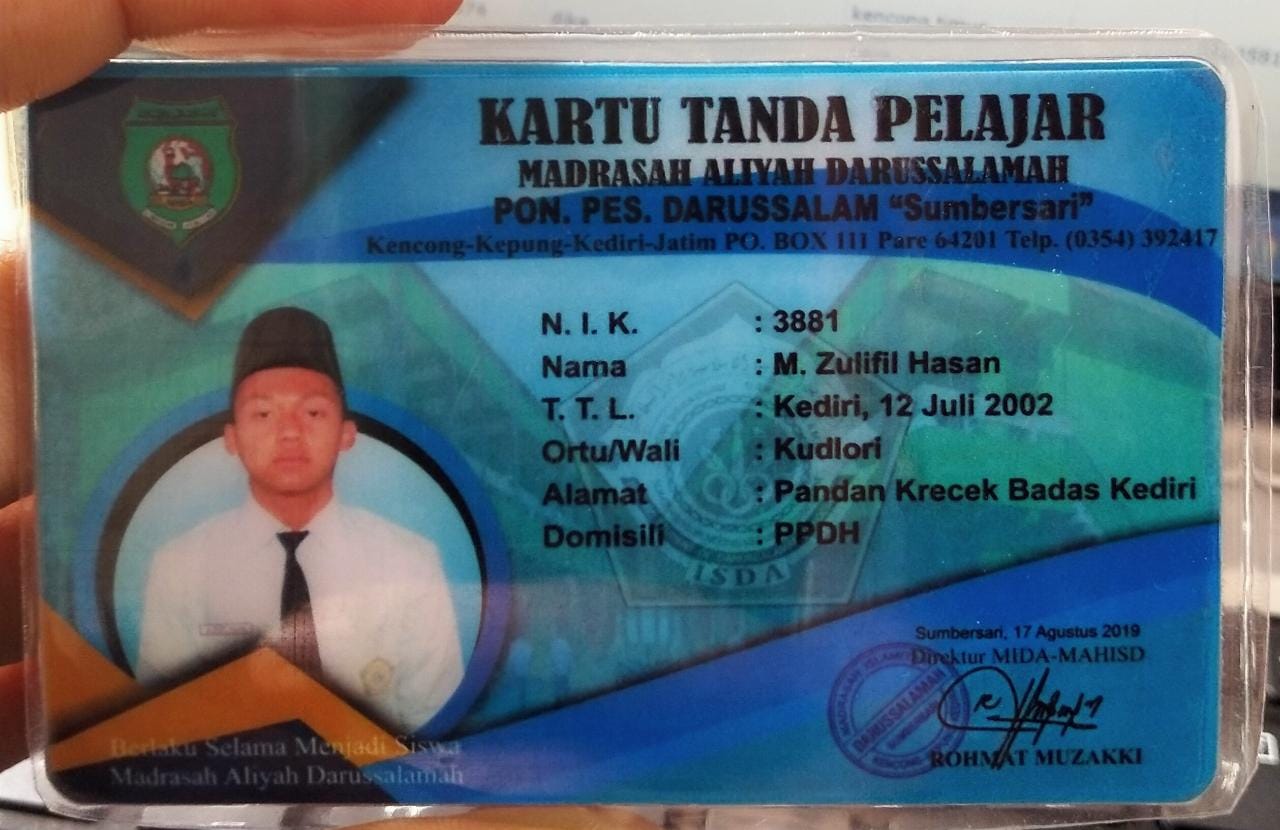 KARTU TANDA PELAJAR
MADRASAH ALIYAH DARUSSALAMAH
PON. PES. DARUSSALAM “Sumbersari”
Kencong-Kepung-Kediri-Jatim PO. BOX 111 Pare 64201 Telp. (0354) 392417
N. I. K. : 3881
Nama : M. Zulifil Hasan
T. T. L. : Kediri, 12 Juli 2002
Ortu/Wali : Kudlori
Alamat : Pandan Krecek Badas Kediri
Domisili : PPDH
ISDA
Sumbersari, 17 Agustus 2019
Direktur MIDA-MAHISD
DARUSSALAMAH
ROHMAT MUZAKKI
Berlaku Selama Menjadi Siswa
Madrasah Aliyah Darussalamah